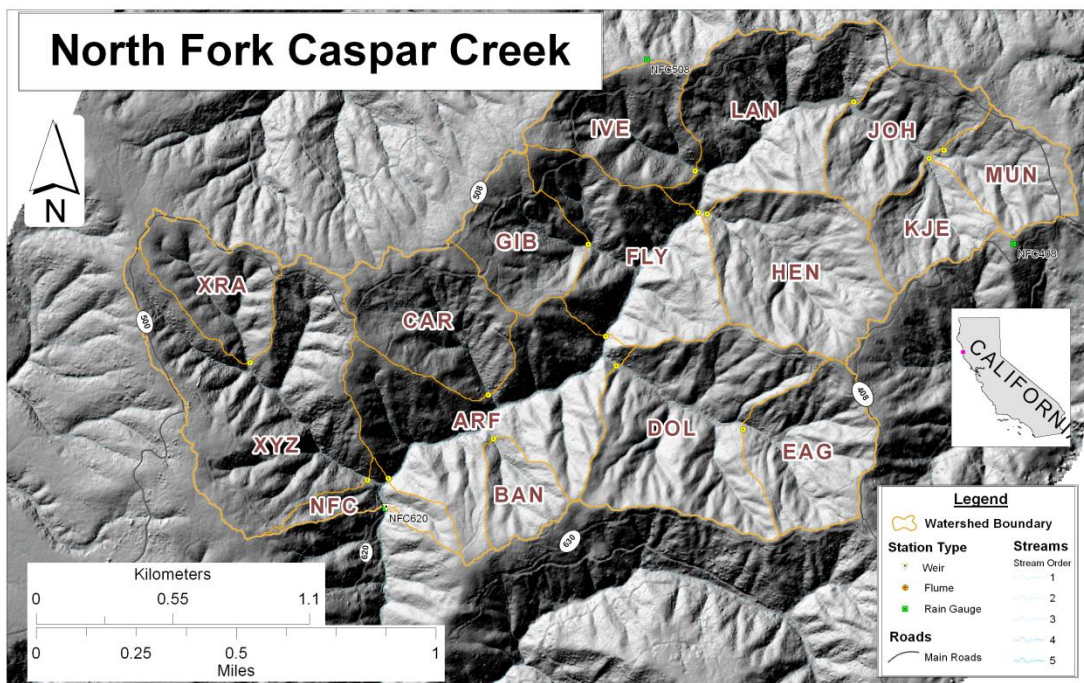 North Fork Caspar Creek
NFC508
LAN
IVE
JOH
MUN
508
KJE
GIB
FLY
NFC408
HEN
XRA
CAR
500
CALIFORNI
408
ARF
DOL
XYZ
EAG
BAN
NFC
NFC620
630
620
N
Kilometers
0 0.55 1.1
0 0.25 0.5 1
Miles
Legend
Watershed Boundary
Station Type
Weir
Flume
Rain Gauge
Roads
Main Roads
Streams
Stream Order
1
2
3
4
5